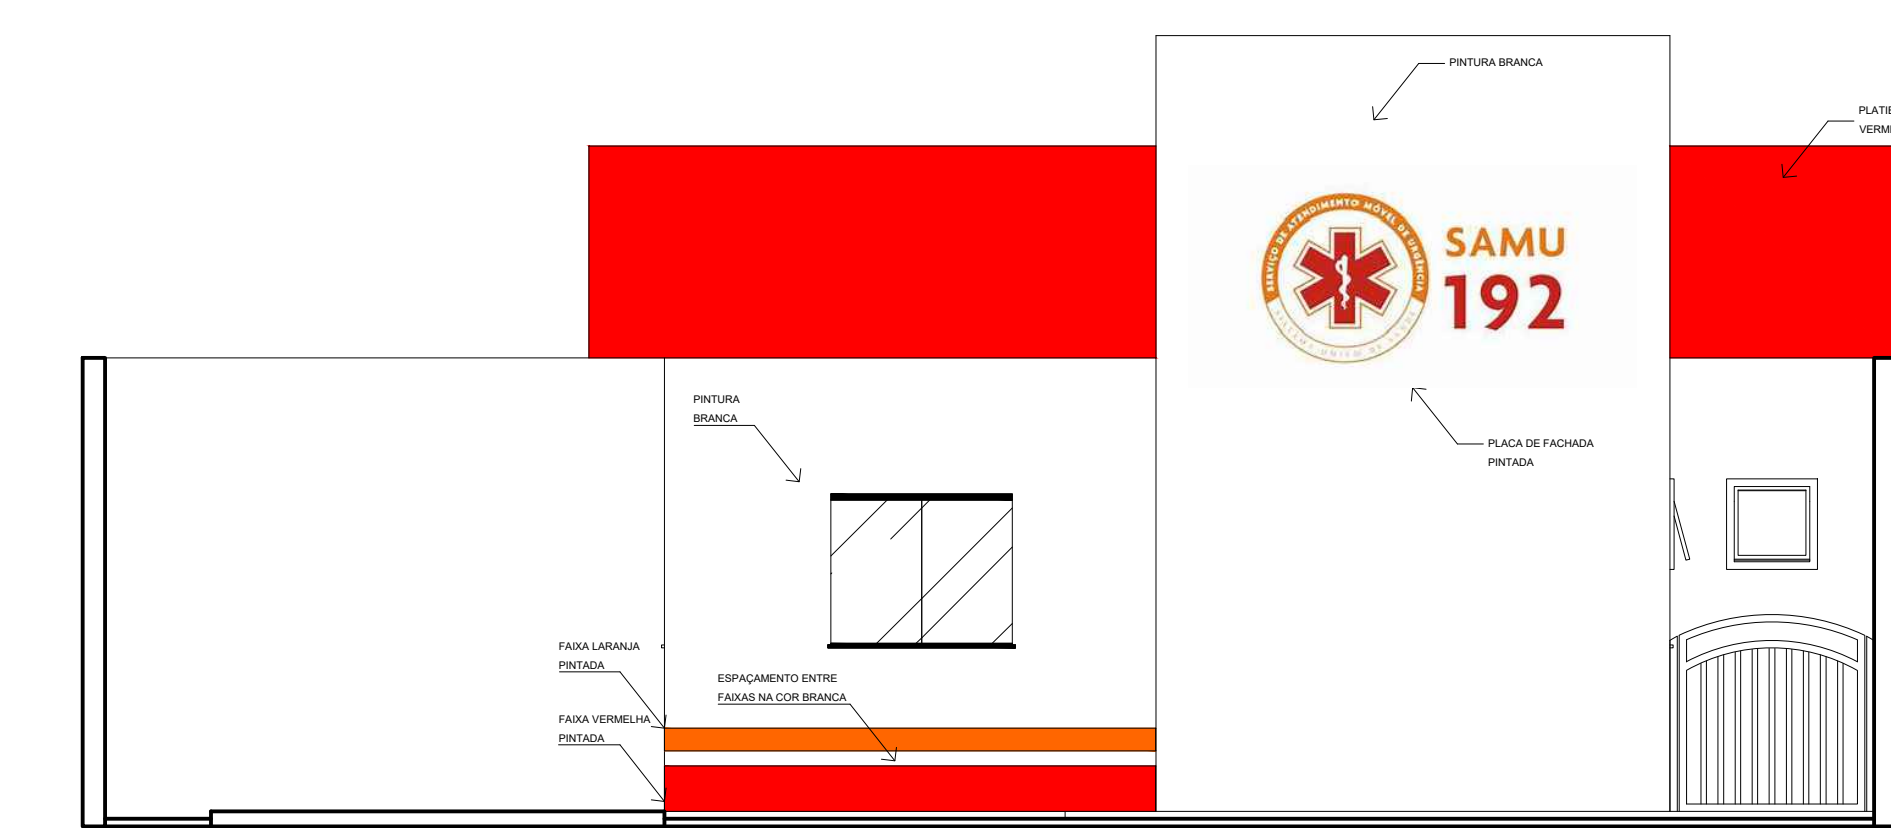 PINTURA BRANCA
PLATIB
VERM
SERVIÇO DE ATENDIMENTO MÓVEL DE URGÊNCIA
SAMU
192
PINTURA
BRANCA
PLACA DE FACHADA
PINTADA
FAIXA LARANJA
PINTADA
ESPAÇAMENTO ENTRE
FAIXAS NA COR BRANCA
FAIXA VERMELHA
PINTADA